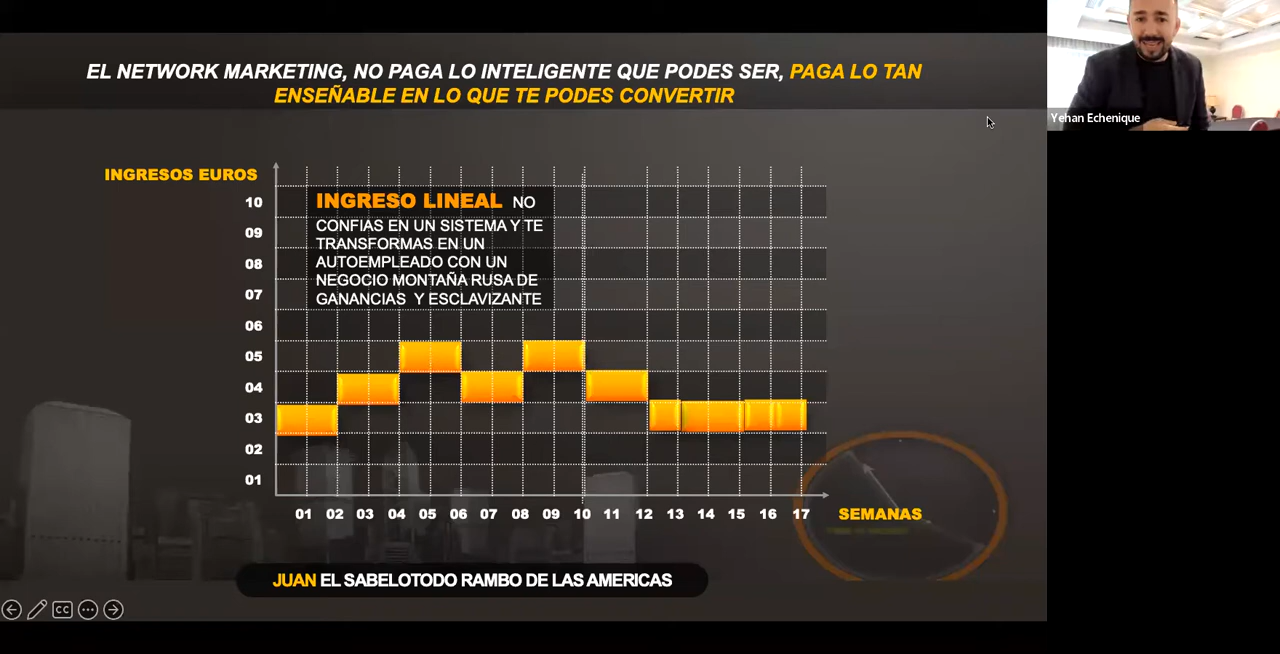 EL NETWORK MARKETING, NO PAGA LO INTELIGENTE QUE PODES SER, PAGA LO TAN
ENSEÑABLE EN LO QUE TE PODES CONVERTIR
Yehan Echenique
INGRESOS EUROS
10
09
08
07
06
05
04
03
02
01
INGRESO LINEAL NO
CONFIAS EN UN SISTEMA Y TE
TRANSFORMAS EN UN
AUTOEMPLEADO CON UN
NEGOCIO MONTAÑA RUSA DE
GANANCIAS Y ESCLAVIZANTE
01 02 03 04 05 06 07 08 09 10 11 12 13 14 15 16 17
SEMANAS
JUAN EL SABELOTODO RAMBO DE LAS AMERICAS
CC